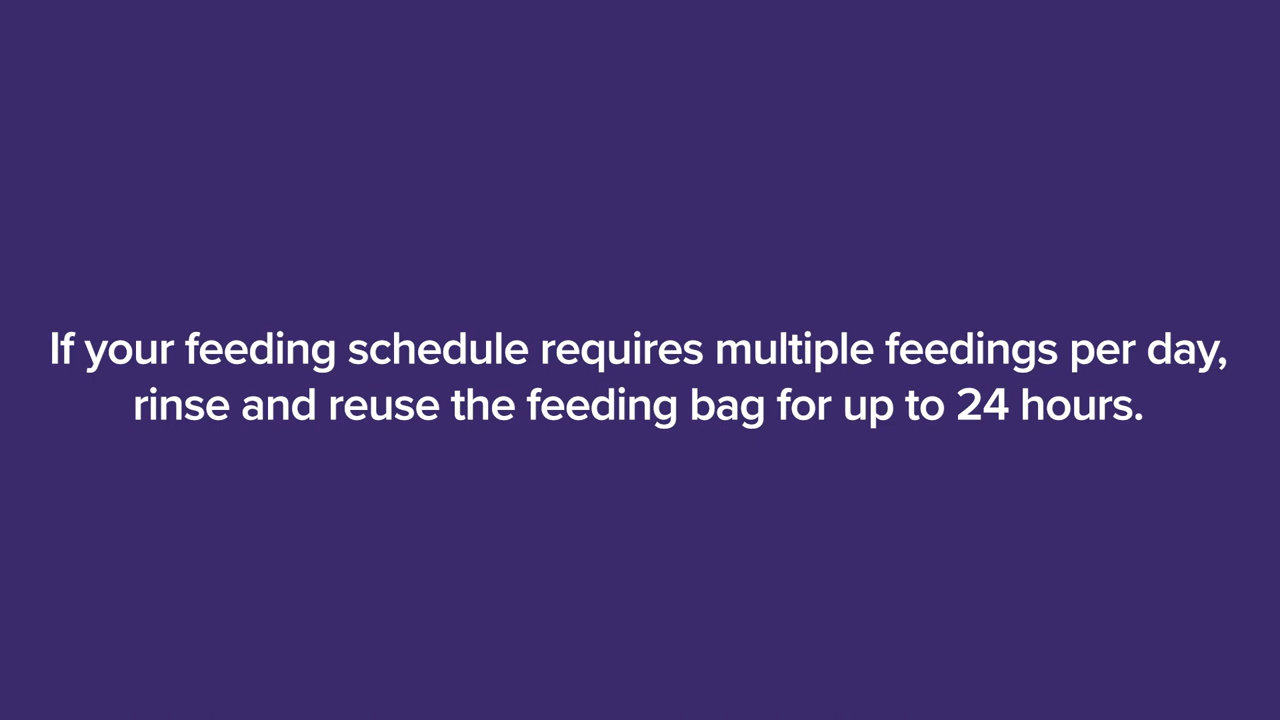 If your feeding schedule requires multiple feedings per day,
rinse and reuse the feeding bag for up to 24 hours.